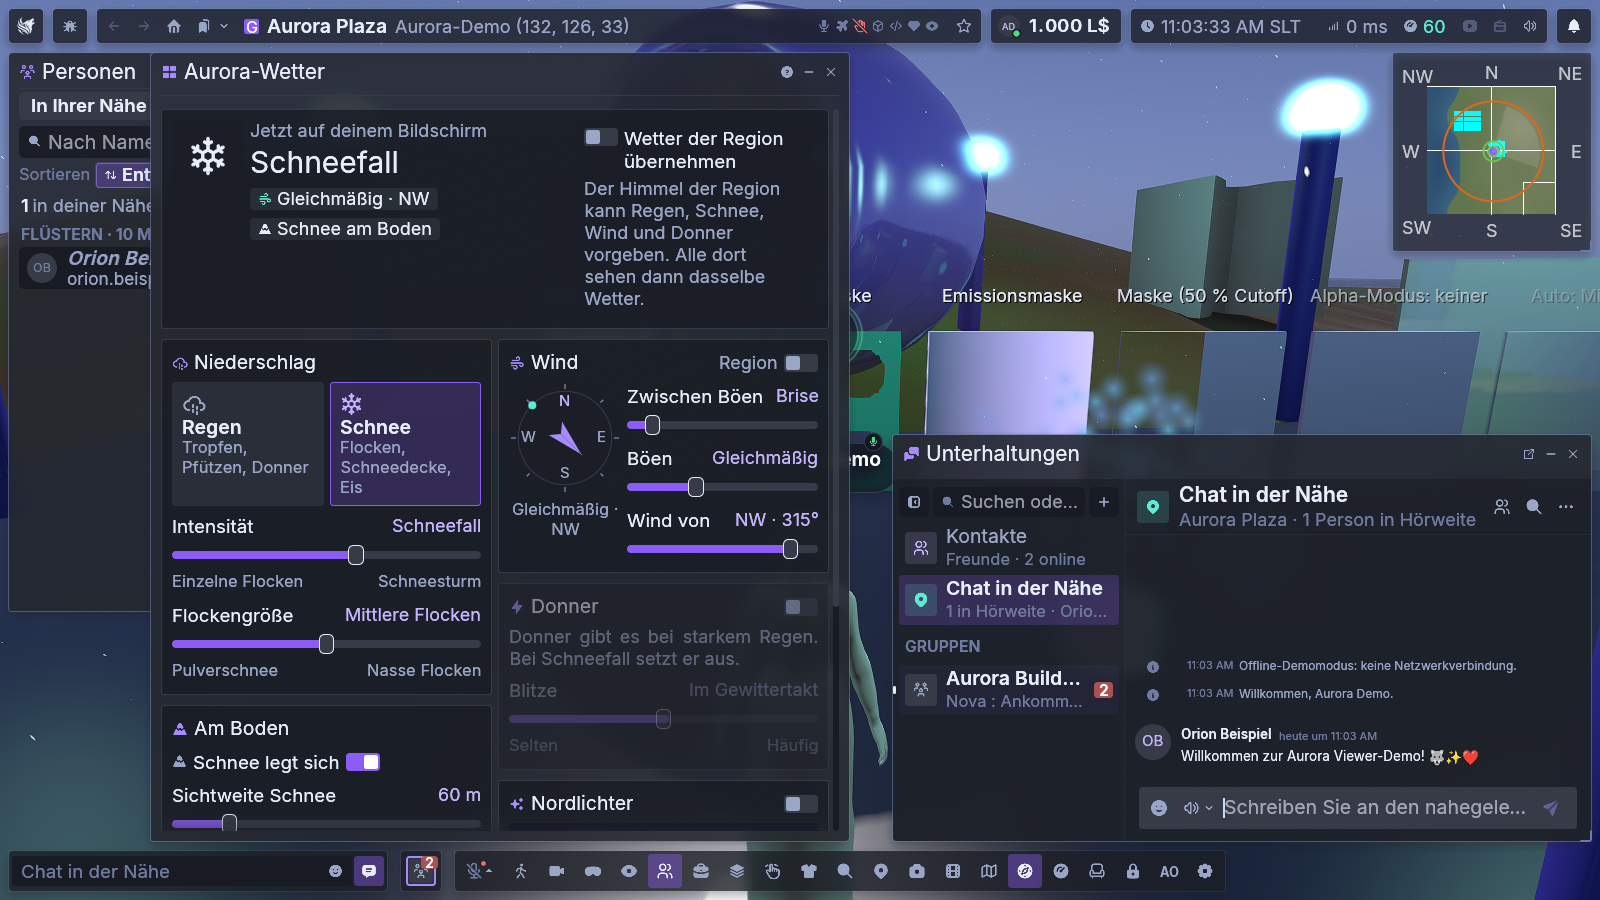 Aurora Plaza Aurora-Demo (132, 126, 33)
AD 1.000 L$
11:03:33 AM SLT 0 ms 60
Personen
In Ihrer Nähe
Nach Name
Sortieren Ent
1 in deiner Nähe
FLÜSTERN · 10 M
OB Orion Be
orion.beisp
Aurora-Wetter
Jetzt auf deinem Bildschirm
Schneefall
Gleichmäßig · NW
Schnee am Boden
Wetter der Region
übernehmen
Der Himmel der Region
kann Regen, Schnee,
Wind und Donner
vorgeben. Alle dort
sehen dann dasselbe
Wetter.
Niederschlag
Regen
Tropfen,
Pfützen, Donner
Schnee
Flocken,
Schneedecke,
Eis
Intensität Schneefall
Einzelne Flocken Schneesturm
Flockengröße Mittlere Flocken
Pulverschnee Nasse Flocken
Am Boden
Schnee legt sich
Sichtweite Schnee 60 m
Wind Region
N
W E
S
Gleichmäßig ·
NW
Zwischen Böen Brise
Böen Gleichmäßig
Wind von NW · 315°
Donner
Donner gibt es bei starkem Regen.
Bei Schneefall setzt er aus.
Blitze Im Gewittertakt
Selten Häufig
Nordlichter
NW N NE
W E
SW S SE
ske
Emissionsmaske
Maske (50 % Cutoff)
Alpha-Modus: keiner
Auto: Mi
emo
Unterhaltungen
Suchen ode...
Kontakte
Freunde · 2 online
Chat in der Nähe
1 in Hörweite · Orio...
GRUPPEN
Aurora Build...
Nova : Ankomm...
2
Chat in der Nähe
Aurora Plaza · 1 Person in Hörweite
11:03 AM Offline-Demomodus: keine Netzwerkverbindung.
11:03 AM Willkommen, Aurora Demo.
OB Orion Beispiel heute um 11:03 AM
Willkommen zur Aurora Viewer-Demo! 🐺✨❤️
Schreiben Sie an den nahegele...
Chat in der Nähe
2
AO